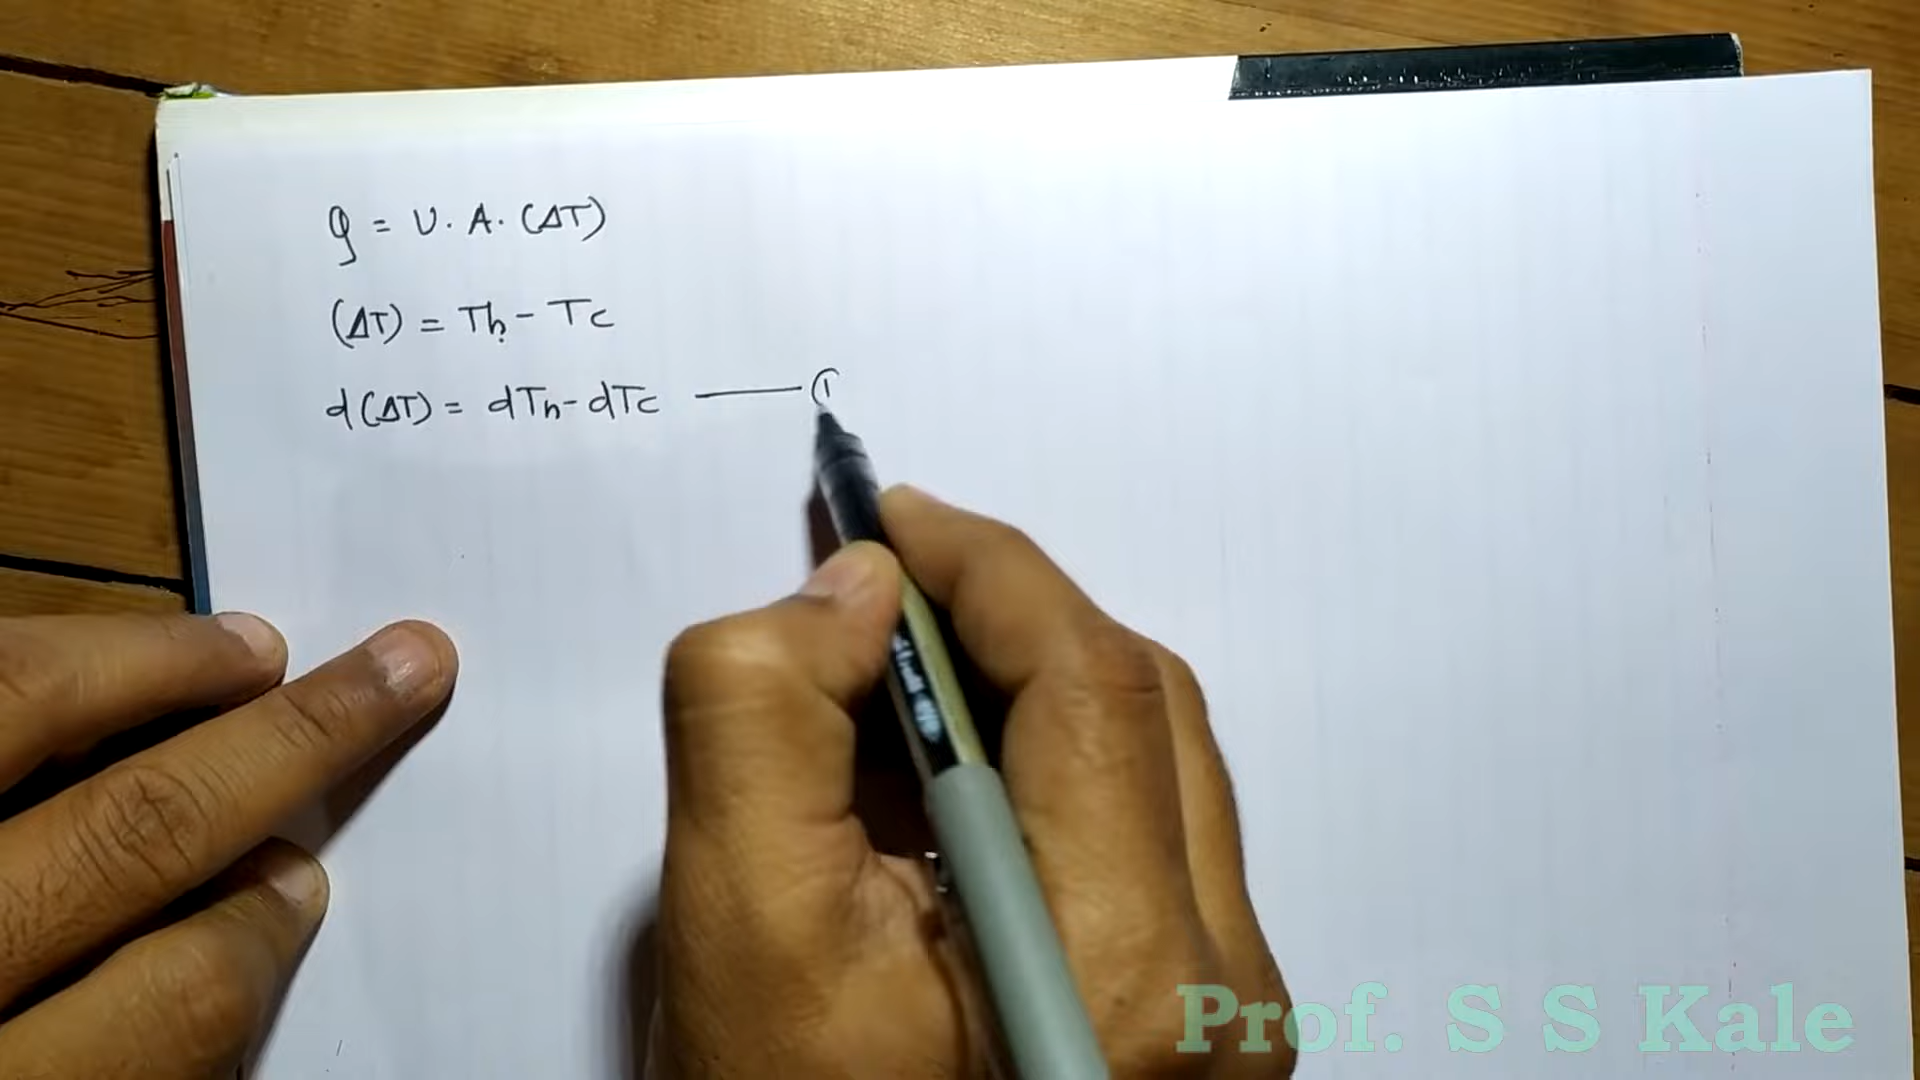 q = U. A. (ΔT)
(ΔT) = Th - Tc
d(ΔT) = dTh - dTc —— ①
Prof. S S Kale